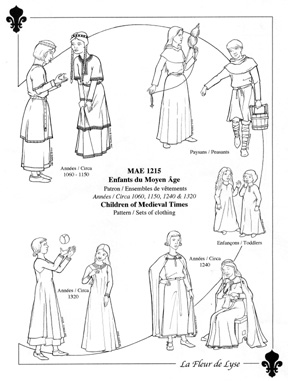 Années / Circa
1060 - 1150
Paysans / Peasants
MAE 1215
Enfants du Moyen Âge
Patron / Ensembles de vêtements
Années / Circa 1060, 1150, 1240 & 1320
Children of Medieval Times
Pattern / Sets of clothing
Enfançons / Toddlers
Années / Circa
1320
Années / Circa
1240
La Fleur de Lyse